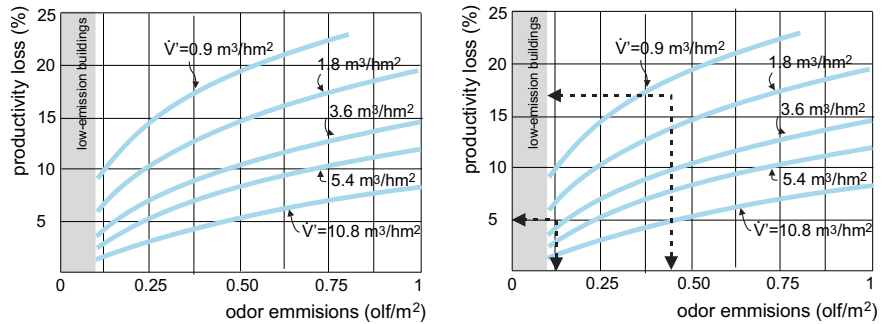 productivity loss (%)
25
20
15
10
5
0
low-emission buildings
V̇'=0.9 m³/hm²
1.8 m³/hm²
3.6 m³/hm²
5.4 m³/hm²
V̇'=10.8 m³/hm²
0.25
0.50
0.75
1
odor emmisions (olf/m²)
productivity loss (%)
25
20
15
10
5
0
low-emission buildings
V̇'=0.9 m³/hm²
1.8 m³/hm²
3.6 m³/hm²
5.4 m³/hm²
V̇'=10.8 m³/hm²
0.25
0.50
0.75
1
odor emmisions (olf/m²)